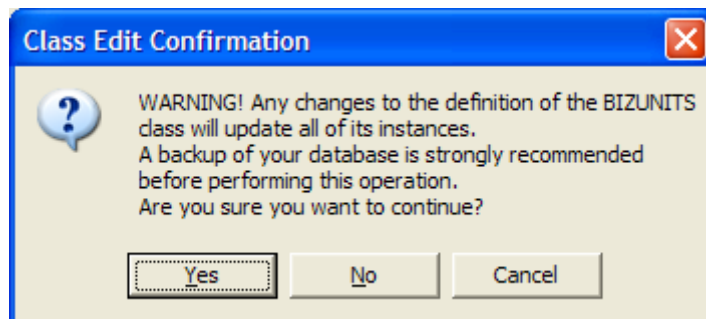 Class Edit Confirmation
WARNING! Any changes to the definition of the BIZUNITS
class will update all of its instances.
A backup of your database is strongly recommended
before performing this operation.
Are you sure you want to continue?
Yes
No
Cancel